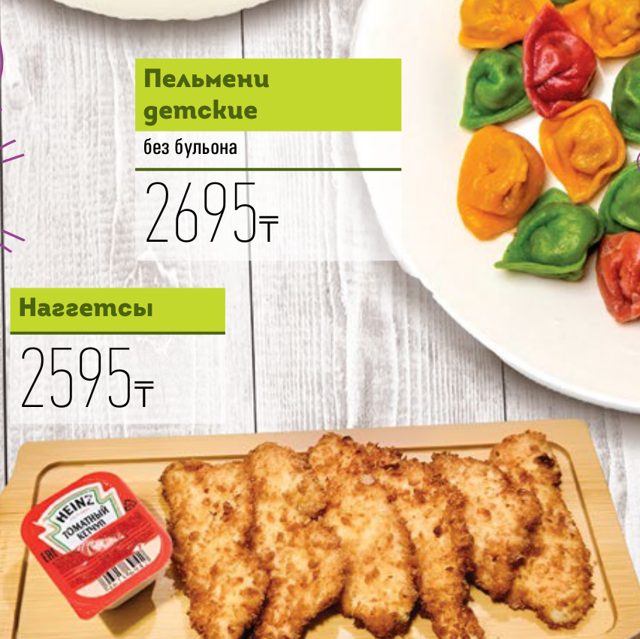 Пельмени
детские
без бульона
2695₸
Наггетсы
2595₸
HEINZ
ТОМАТНЫЙ
КЕТЧУП